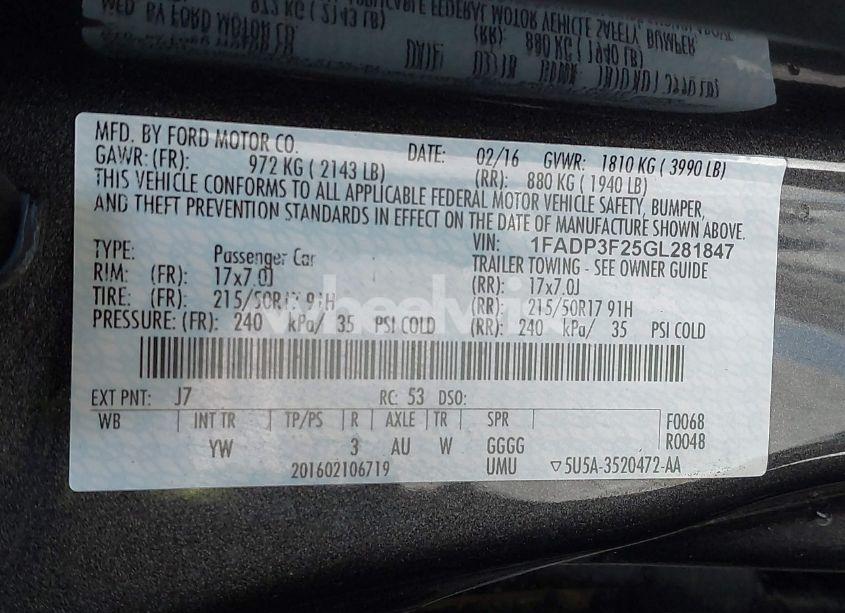 MFD. BY FORD MOTOR CO.
DATE: 02/16 GVWR: 1810 KG ( 3990 LB)
GAWR: (FR): 972 KG ( 2143 LB) (RR): 880 KG ( 1940 LB)
THIS VEHICLE CONFORMS TO ALL APPLICABLE FEDERAL MOTOR VEHICLE SAFETY, BUMPER,
AND THEFT PREVENTION STANDARDS IN EFFECT ON THE DATE OF MANUFACTURE SHOWN ABOVE.
VIN: 1FADP3F25GL281847
TYPE: Passenger Car TRAILER TOWING - SEE OWNER GUIDE
RIM: (FR): 17x7.0J (RR): 17x7.0J
TIRE: (FR): 215/50R17 91H (RR): 215/50R17 91H
PRESSURE: (FR): 240 kPa/ 35 PSI COLD (RR): 240 kPa/ 35 PSI COLD
EXT PNT: J7 RC: 53 DSO:
WB INT TR TP/PS R AXLE TR SPR F0068
YW 3 AU W GGGG R0048
201602106719 UMU ▽5U5A-3520472-AA